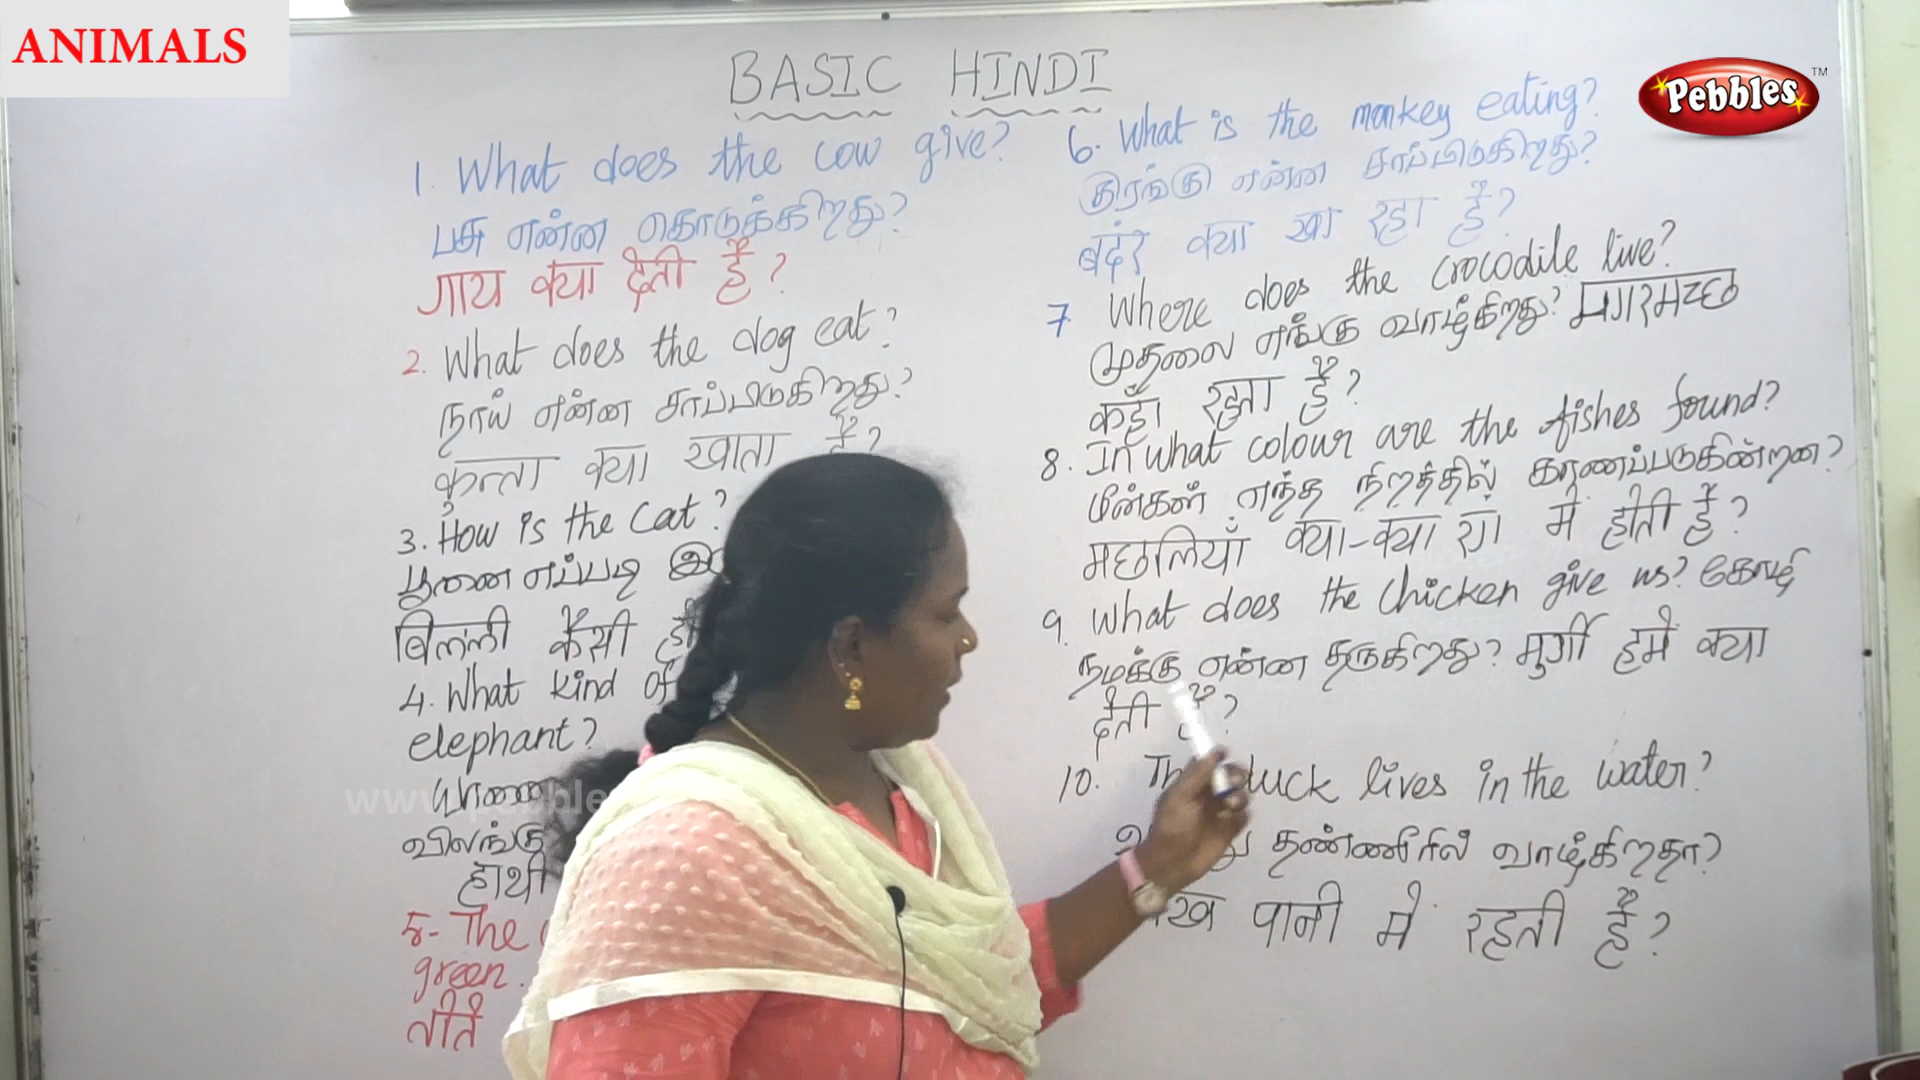 ANIMALS
Pebbles™
BASIC HINDI
1. What does the cow give?
பசு என்ன கொடுக்கிறது?
गाय क्या देती है?
2. What does the dog eat?
நாய் என்ன சாப்பிடுகிறது?
कुत्ता क्या खाता है?
3. How is the Cat?
பூனை எப்படி
बिल्ली कैसी
4. What kind of
elephant?
யானை
விலங்கு
हाथी
5- The
green.
6. What is the monkey eating?
குரங்கு என்ன சாப்பிடுகிறது?
बदंर क्या खा रहा है?
7 Where does the crocodile live?
முதலை எங்கு வாழ்கிறது? मगरमच्छ
कहाँ रहता है?
8. In what colour are the fishes found?
மீன்கள் எந்த நிறத்தில் காணப்படுகின்றன?
मछलियाँ क्या-क्या रंग में होती है?
9. What does the chicken give us? கோழி
நமக்கு என்ன தருகிறது? मुर्गी हमें क्या
देती है?
10. The duck lives in the water?
தண்ணீரில் வாழ்கிறதா?
पानी में रहती है?